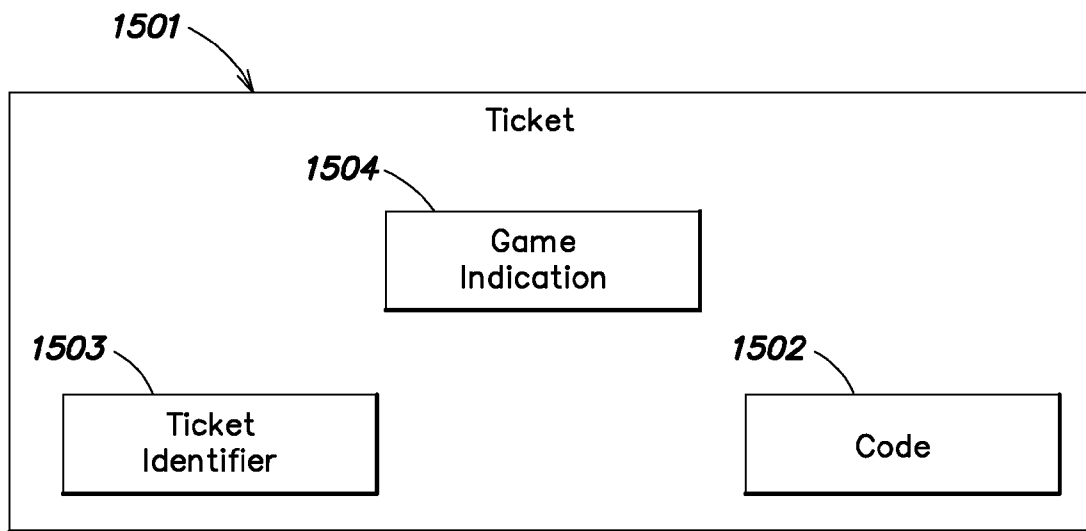 1501
Ticket
1504
Game
Indication
1503
Ticket
Identifier
1502
Code